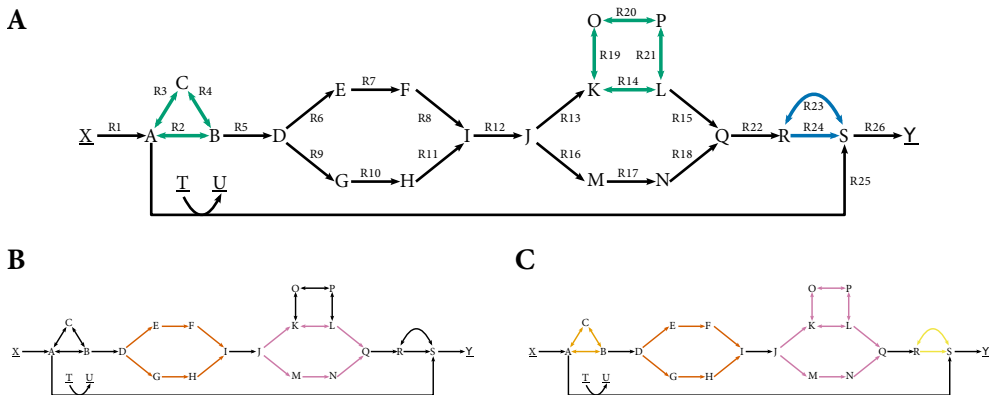 A
O R20 P
R19 R21
R7
C E F K R14 L R23
R3 R4
R6 R8 R13 R15
X R1 A R2 B R5 D I R12 J Q R22 R R24 S R26 Y
R9 R11 R16 R18
T U G R10 H M R17 N R25
B
O P
C E F K L
X A B D I J Q R S Y
T U G H M N
C
O P
C E F K L
X A B D I J Q R S Y
T U G H M N